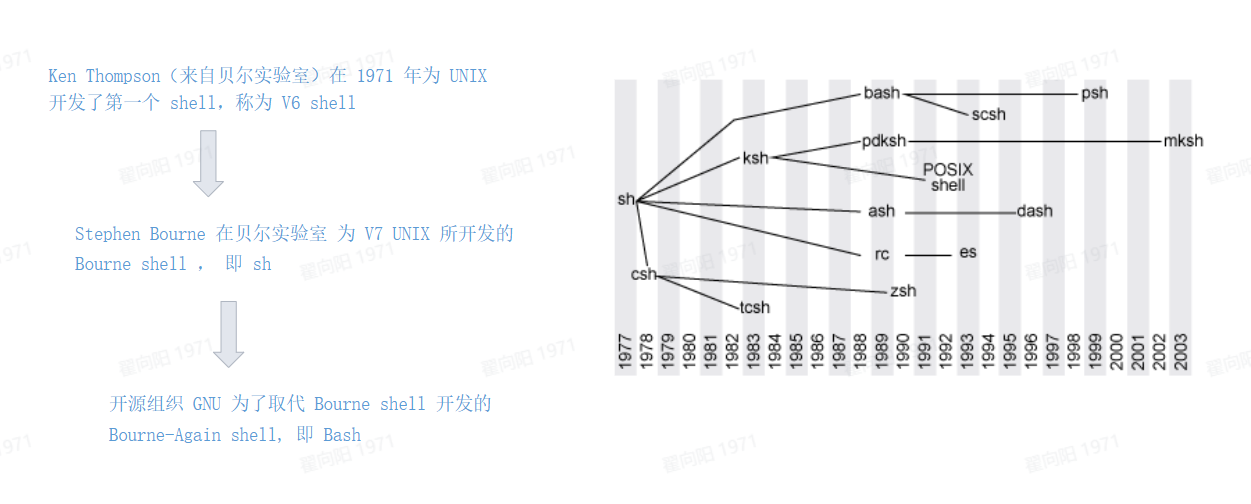 Ken Thompson（来自贝尔实验室）在 1971 年为 UNIX
开发了第一个 shell，称为 V6 shell
Stephen Bourne 在贝尔实验室 为 V7 UNIX 所开发的
Bourne shell ， 即 sh
开源组织 GNU 为了取代 Bourne shell 开发的
Bourne-Again shell, 即 Bash
bash
psh
scsh
pdksh
mksh
ksh
POSIX
shell
sh
ash
dash
rc
es
csh
zsh
tcsh
1977 1978 1979 1980 1981 1982 1983 1984 1985 1986 1987 1988 1989 1990 1991 1992 1993 1994 1995 1996 1997 1998 1999 2000 2001 2002 2003
翟向阳 1971